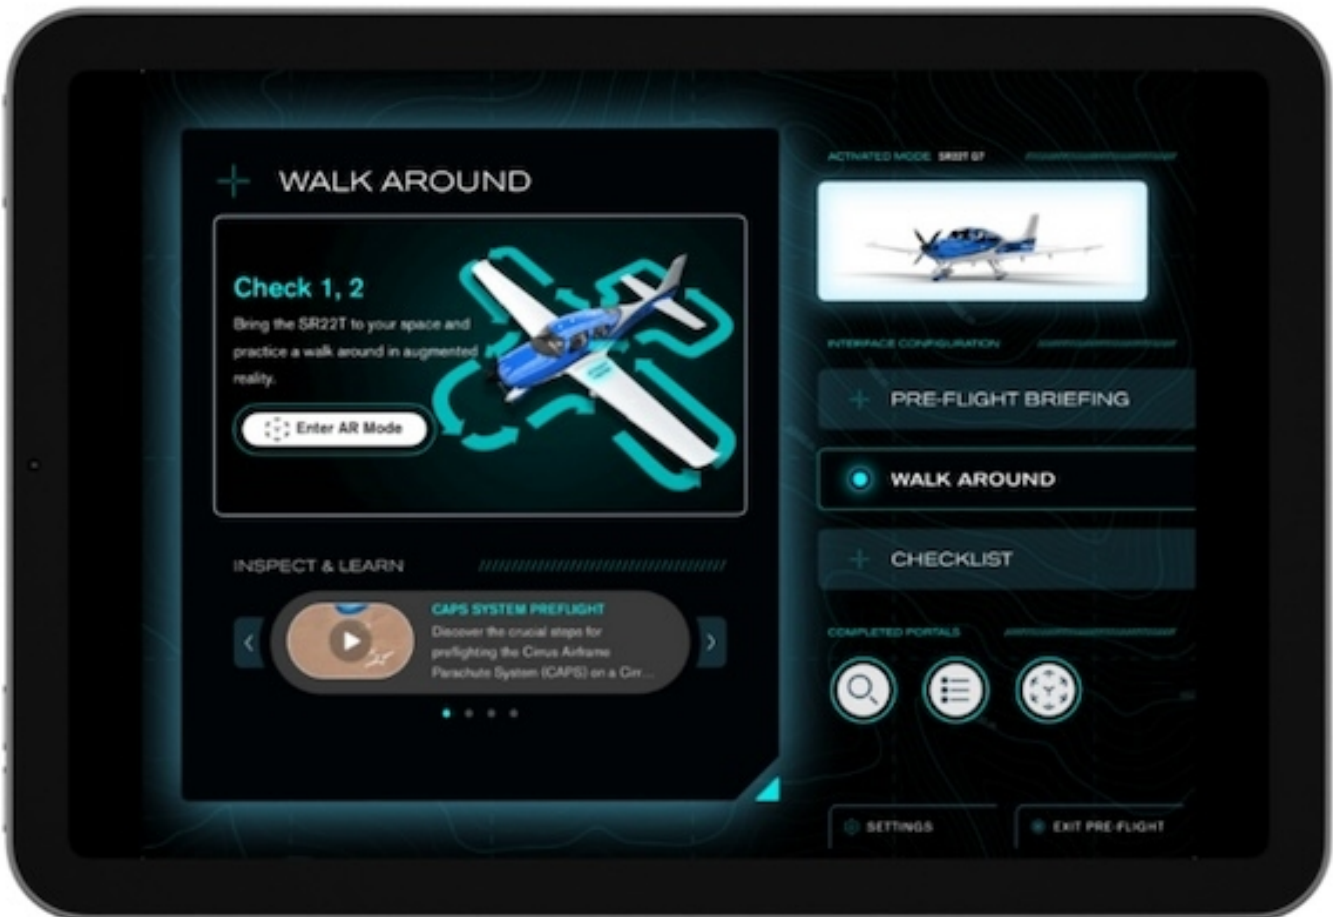 WALK AROUND
Check 1, 2
Bring the SR22T to your space and
practice a walk around in augmented
reality.
Enter AR Mode
INSPECT & LEARN
CAPS SYSTEM PREFLIGHT
Discover the crucial steps for
preflighting the Cirrus Airframe
Parachute System (CAPS) on a Cirr...
ACTIVATED MODE SR22T G7
INTERFACE CONFIGURATION
PRE-FLIGHT BRIEFING
WALK AROUND
CHECKLIST
COMPLETED PORTALS
SETTINGS
EXIT PRE-FLIGHT